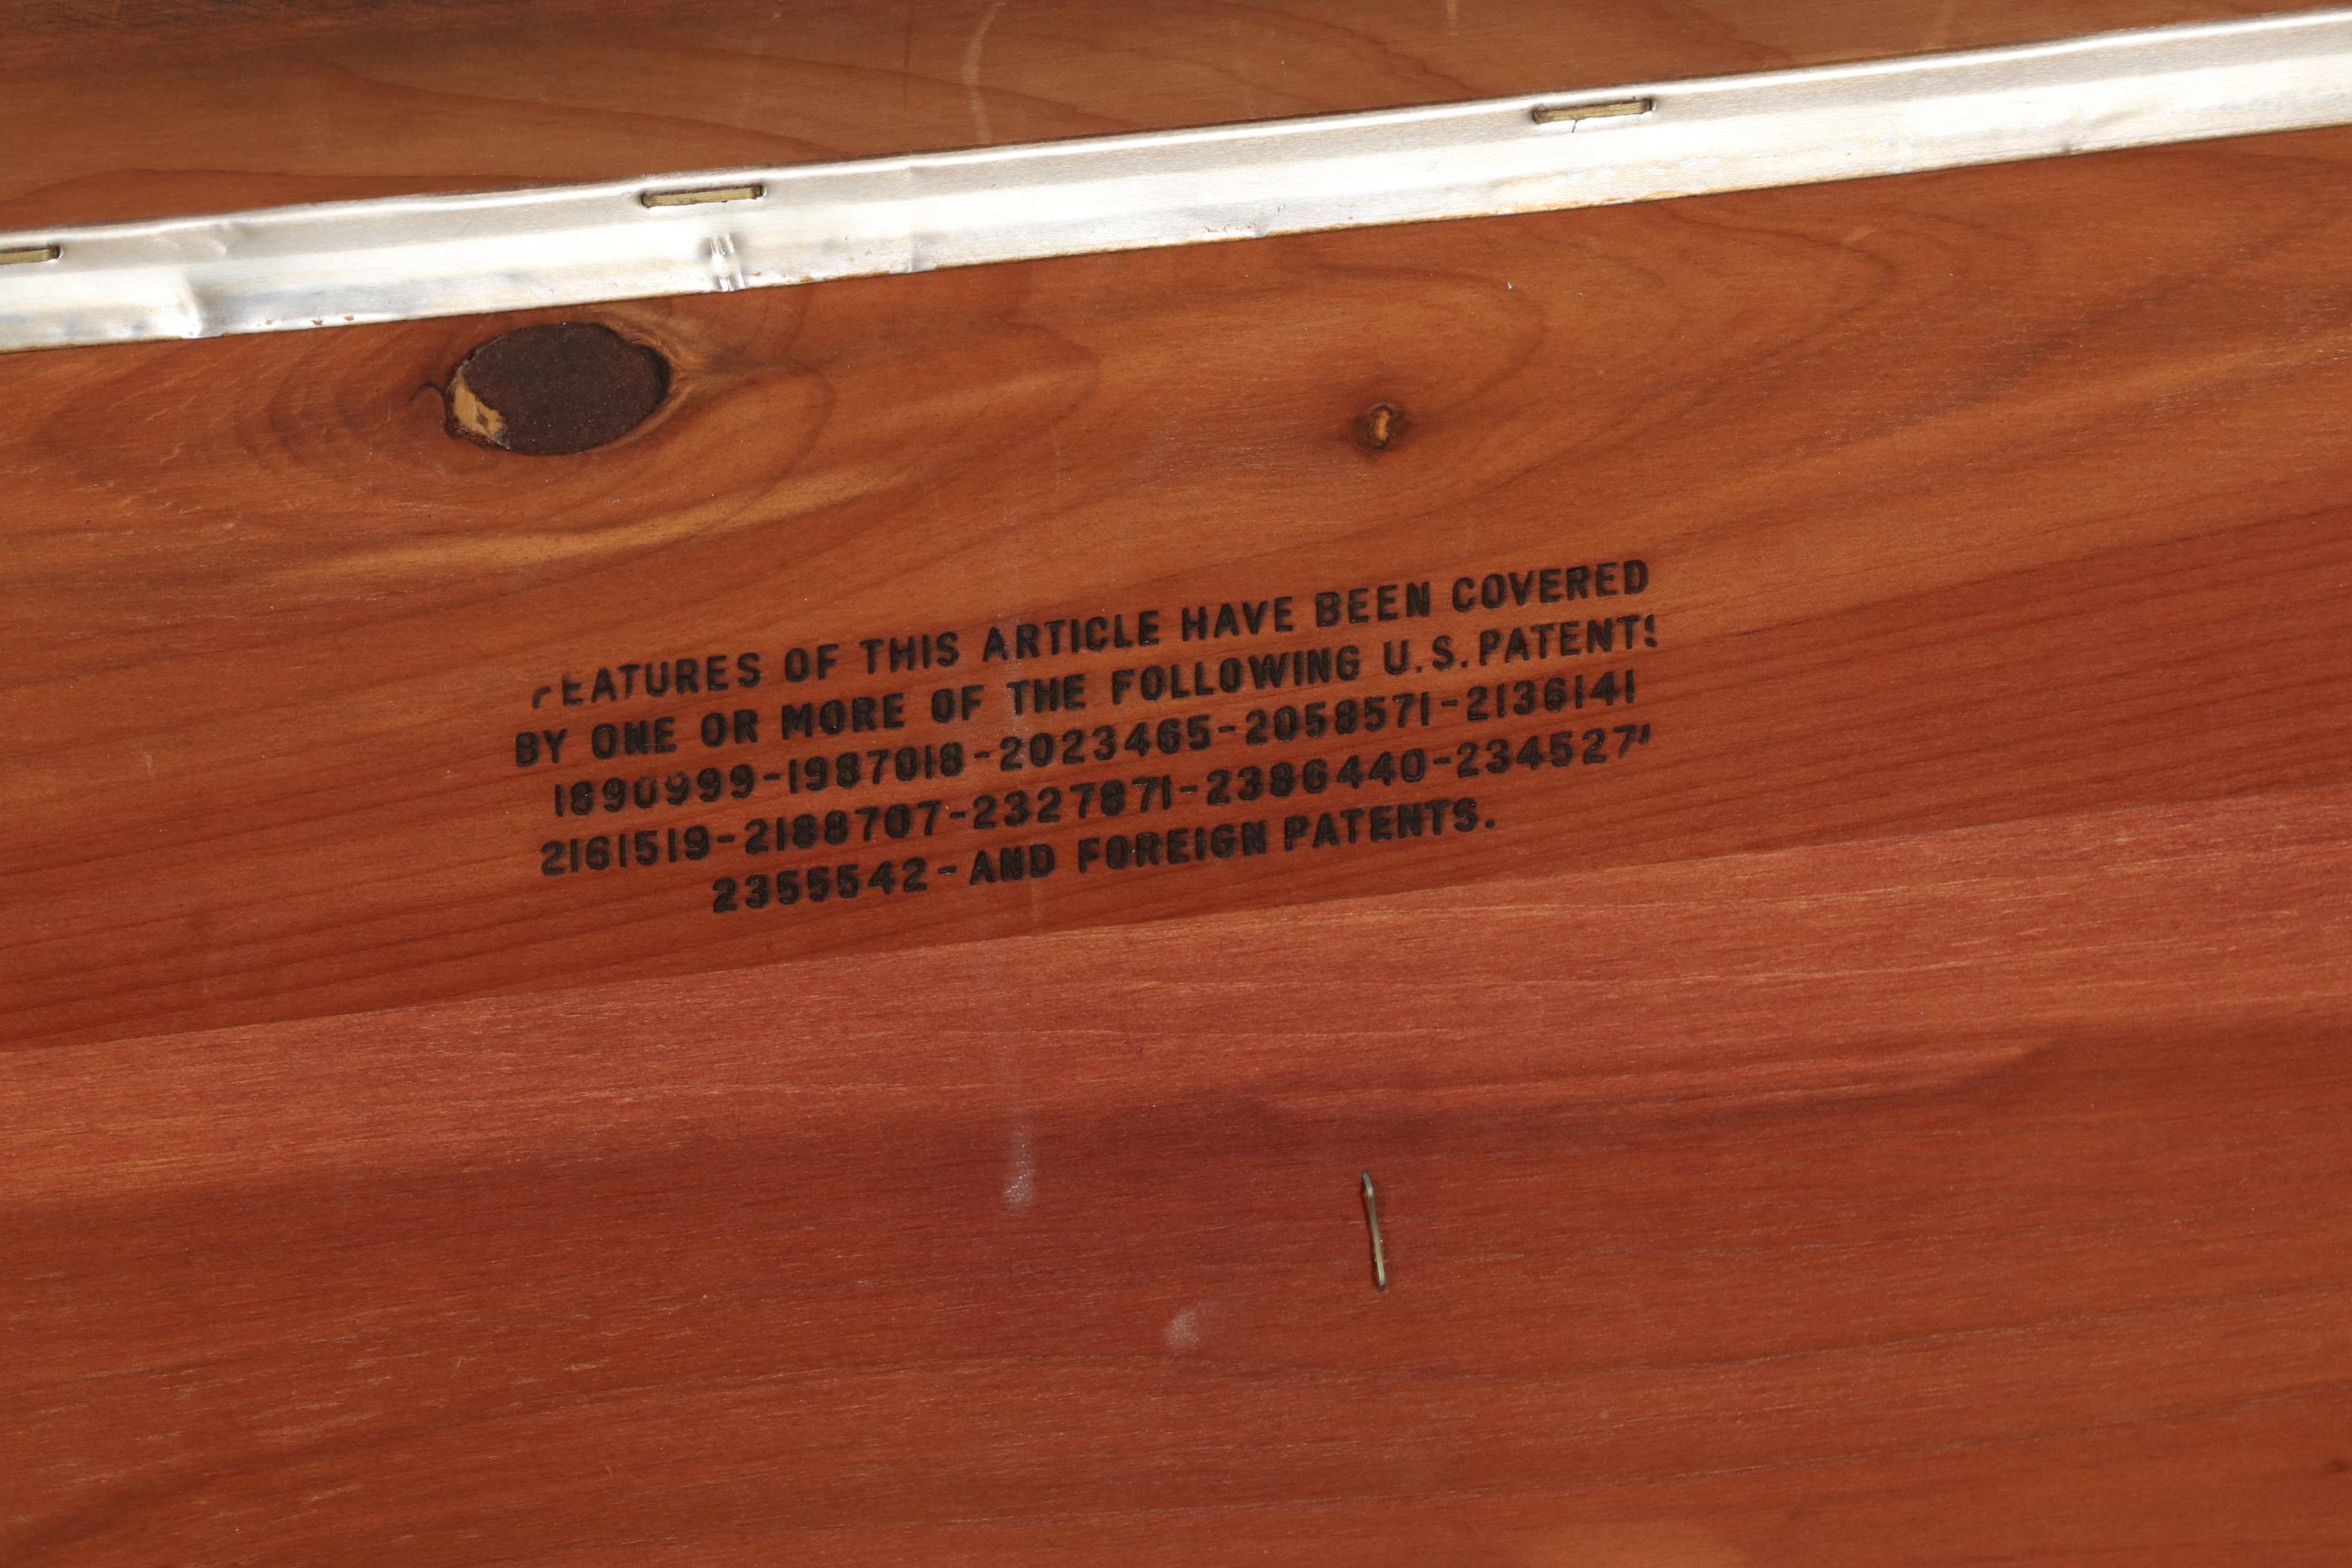 FEATURES OF THIS ARTICLE HAVE BEEN COVERED
BY ONE OR MORE OF THE FOLLOWING U.S. PATENTS
1890999-1987018-2023465-2058571-2136141
2161519-2188707-2327871-2386440-
2355542-AND FOREIGN PATENTS.